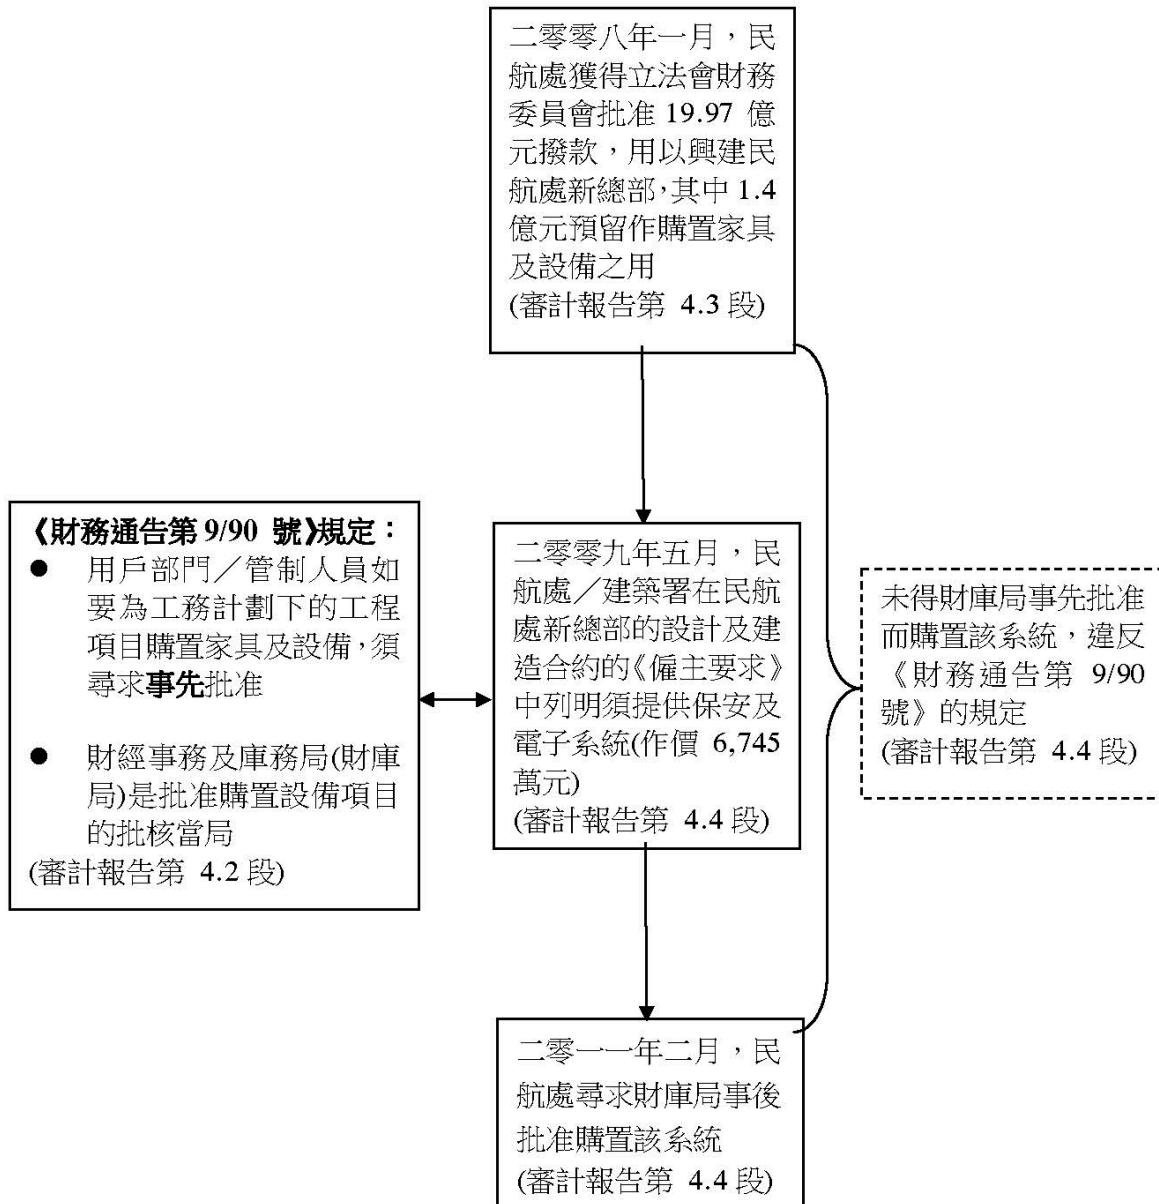 二零零八年一月，民
航處獲得立法會財務
委員會批准 19.97 億
元撥款，用以興建民
航處新總部，其中 1.4
億元預留作購置家具
及設備之用
(審計報告第 4.3 段)
《財務通告第 9/90 號》規定：
● 用戶部門／管制人員如
要為工務計劃下的工程
項目購置家具及設備，須
尋求事先批准
● 財經事務及庫務局(財庫
局)是批准購置設備項目
的批核當局
(審計報告第 4.2 段)
二零零九年五月，民
航處／建築署在民航
處新總部的設計及建
造合約的《僱主要求》
中列明須提供保安及
電子系統(作價 6,745
萬元)
(審計報告第 4.4 段)
未得財庫局事先批准
而購置該系統，違反
《財務通告第 9/90
號》的規定
(審計報告第 4.4 段)
二零一一年二月，民
航處尋求財庫局事後
批准購置該系統
(審計報告第 4.4 段)